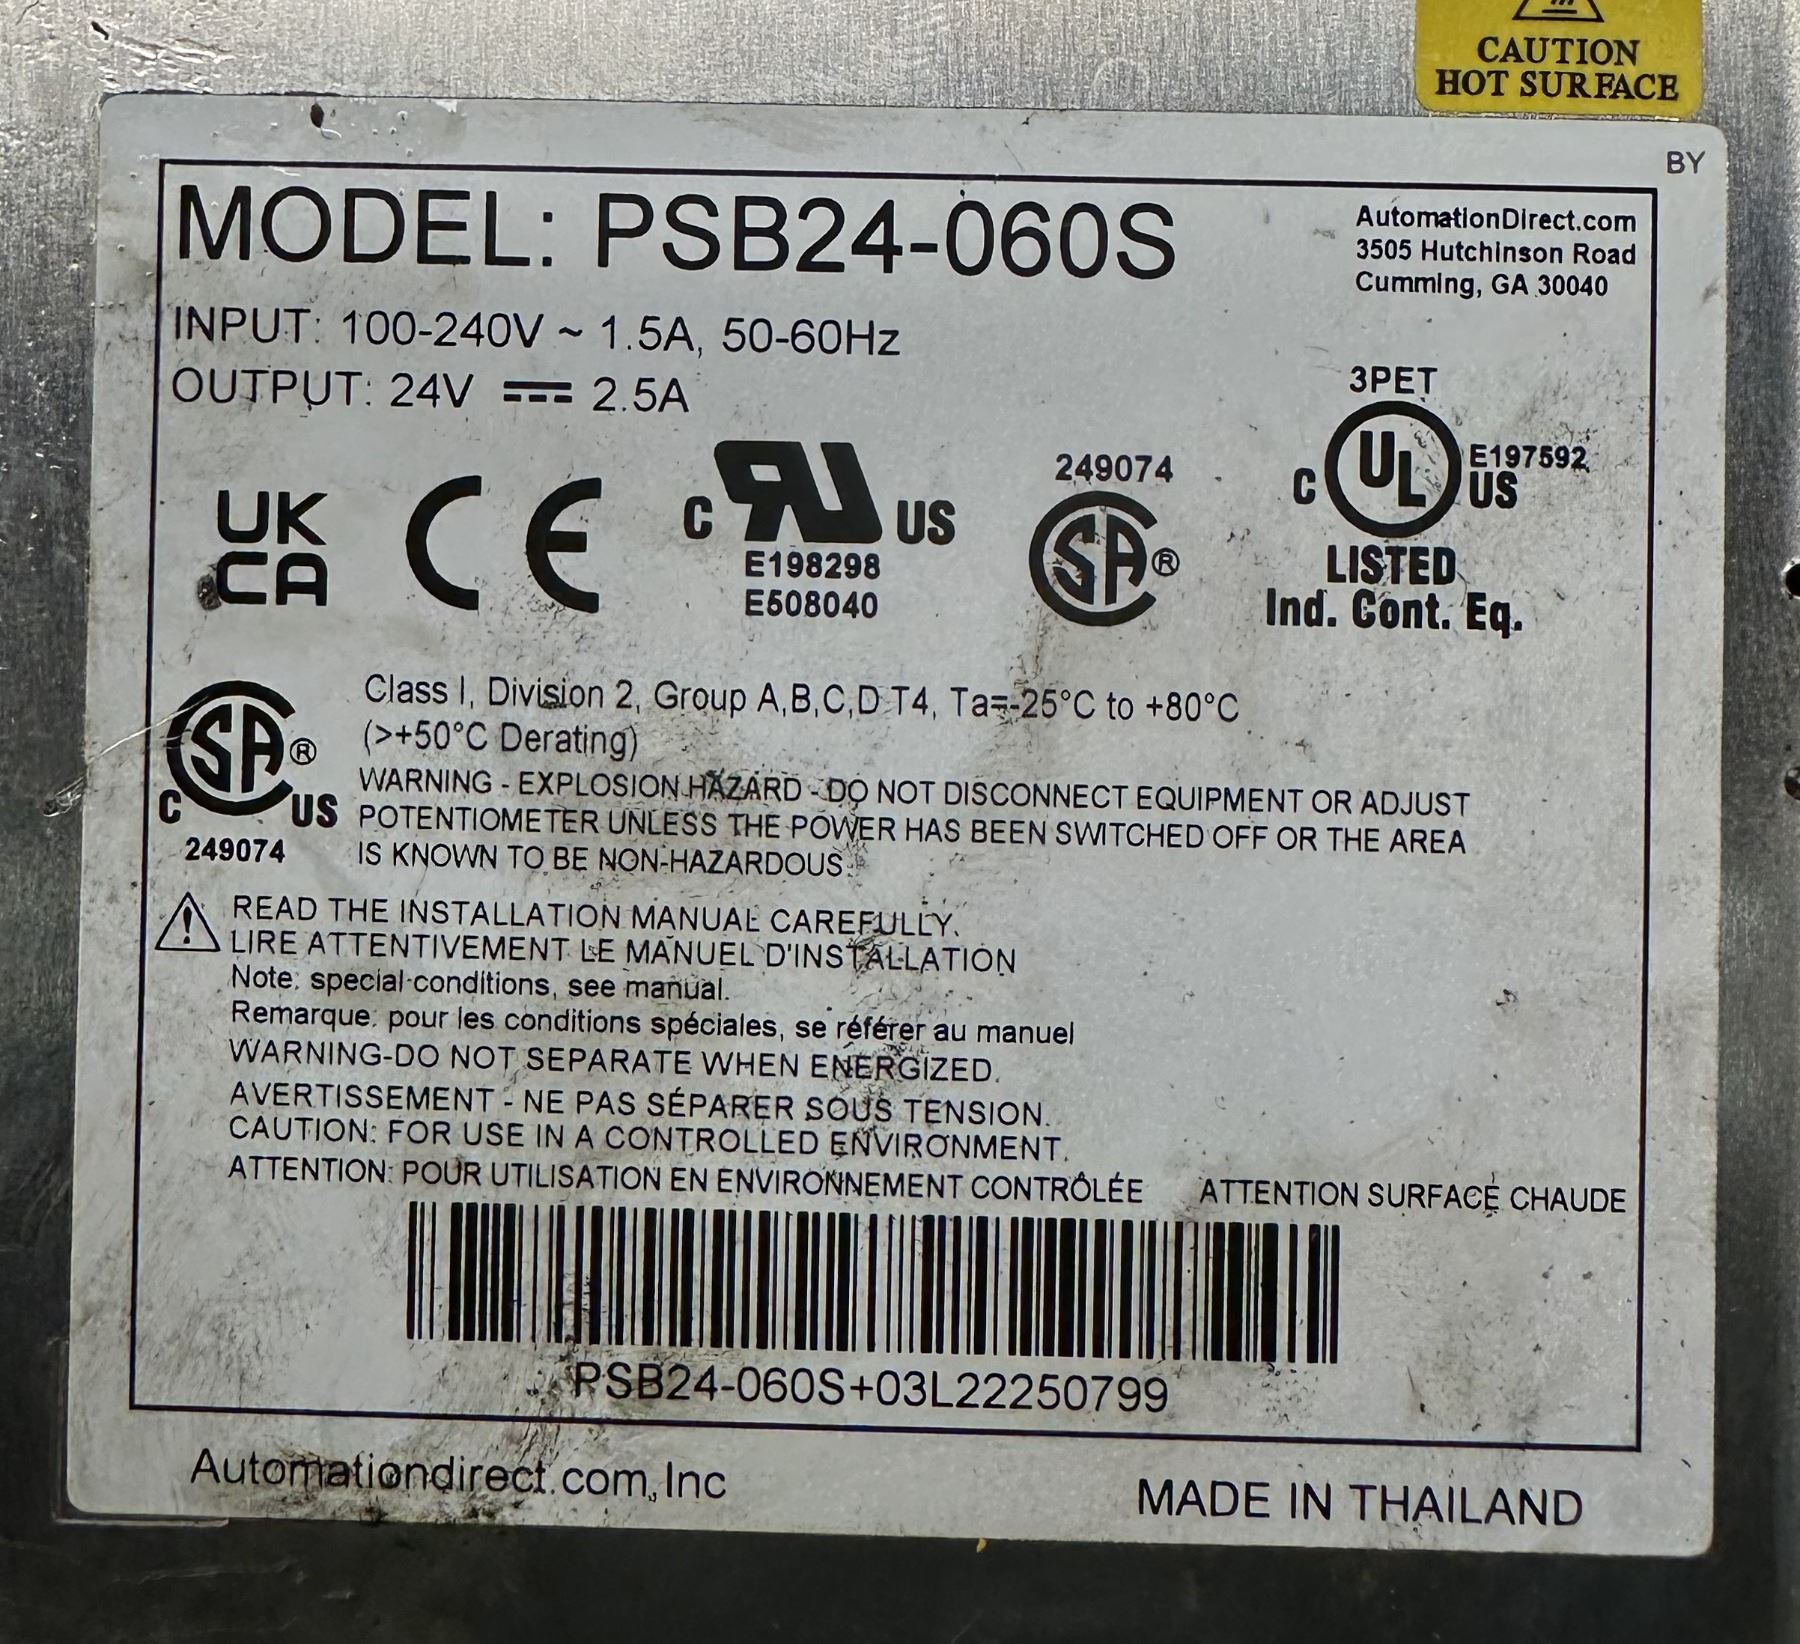 CAUTION
HOT SURFACE
BY
MODEL: PSB24-060S
AutomationDirect.com
3505 Hutchinson Road
Cumming, GA 30040
INPUT: 100-240V ~ 1.5A, 50-60Hz
OUTPUT: 24V ⎓ 2.5A
UK
CA
CE
C RU US
E198298
E508040
249074
SA®
3PET
C UL US
E197592
LISTED
Ind. Cont. Eq.
C SA® US
249074
Class I, Division 2, Group A,B,C,D T4, Ta=-25°C to +80°C
(>+50°C Derating)
WARNING - EXPLOSION HAZARD - DO NOT DISCONNECT EQUIPMENT OR ADJUST
POTENTIOMETER UNLESS THE POWER HAS BEEN SWITCHED OFF OR THE AREA
IS KNOWN TO BE NON-HAZARDOUS.
READ THE INSTALLATION MANUAL CAREFULLY.
LIRE ATTENTIVEMENT LE MANUEL D'INSTALLATION
Note: special conditions, see manual.
Remarque: pour les conditions spéciales, se référer au manuel
WARNING-DO NOT SEPARATE WHEN ENERGIZED.
AVERTISSEMENT - NE PAS SÉPARER SOUS TENSION.
CAUTION: FOR USE IN A CONTROLLED ENVIRONMENT.
ATTENTION: POUR UTILISATION EN ENVIRONNEMENT CONTRÔLÉE ATTENTION SURFACE CHAUDE
PSB24-060S+03L22250799
Automationdirect.com, Inc
MADE IN THAILAND